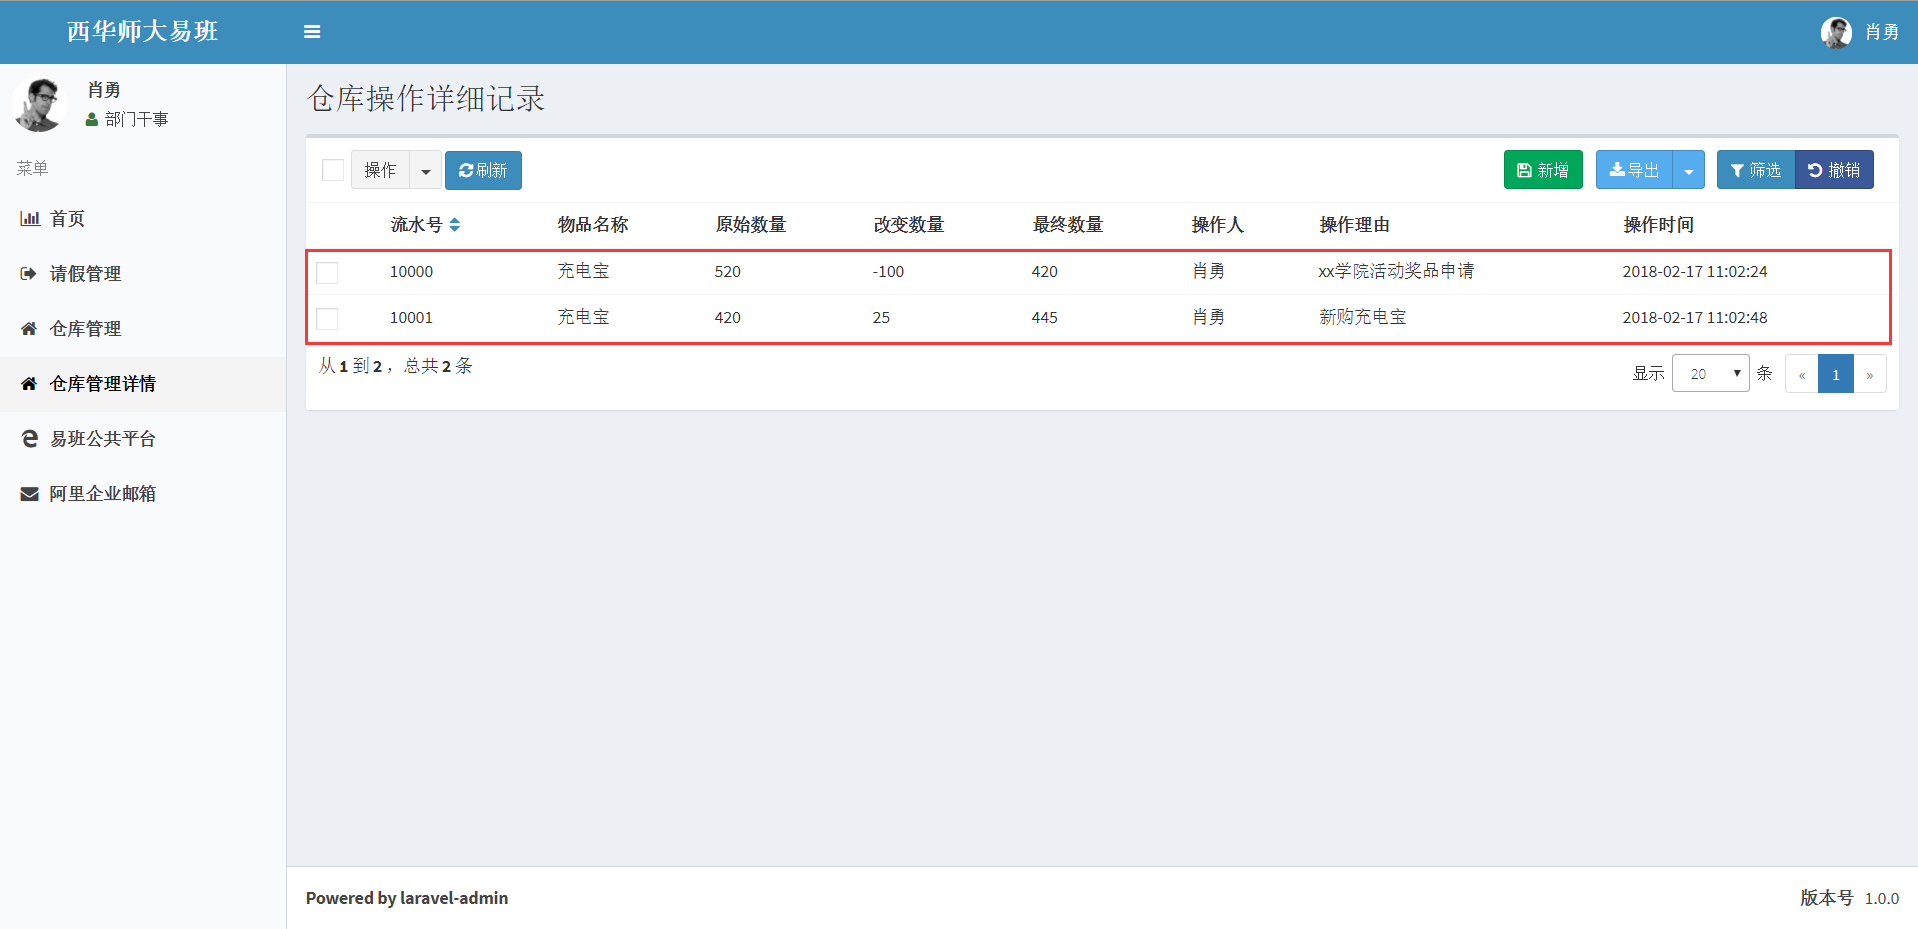 西华师大易班
肖勇
肖勇
部门干事
菜单
首页
请假管理
仓库管理
仓库管理详情
易班公共平台
阿里企业邮箱
仓库操作详细记录
操作 刷新 新增 导出 筛选 撤销
流水号 物品名称 原始数量 改变数量 最终数量 操作人 操作理由 操作时间
10000 充电宝 520 -100 420 肖勇 xx学院活动奖品申请 2018-02-17 11:02:24
10001 充电宝 420 25 445 肖勇 新购充电宝 2018-02-17 11:02:48
从 1 到 2 ，总共 2 条
显示 20 条 « 1 »
Powered by laravel-admin
版本号 1.0.0